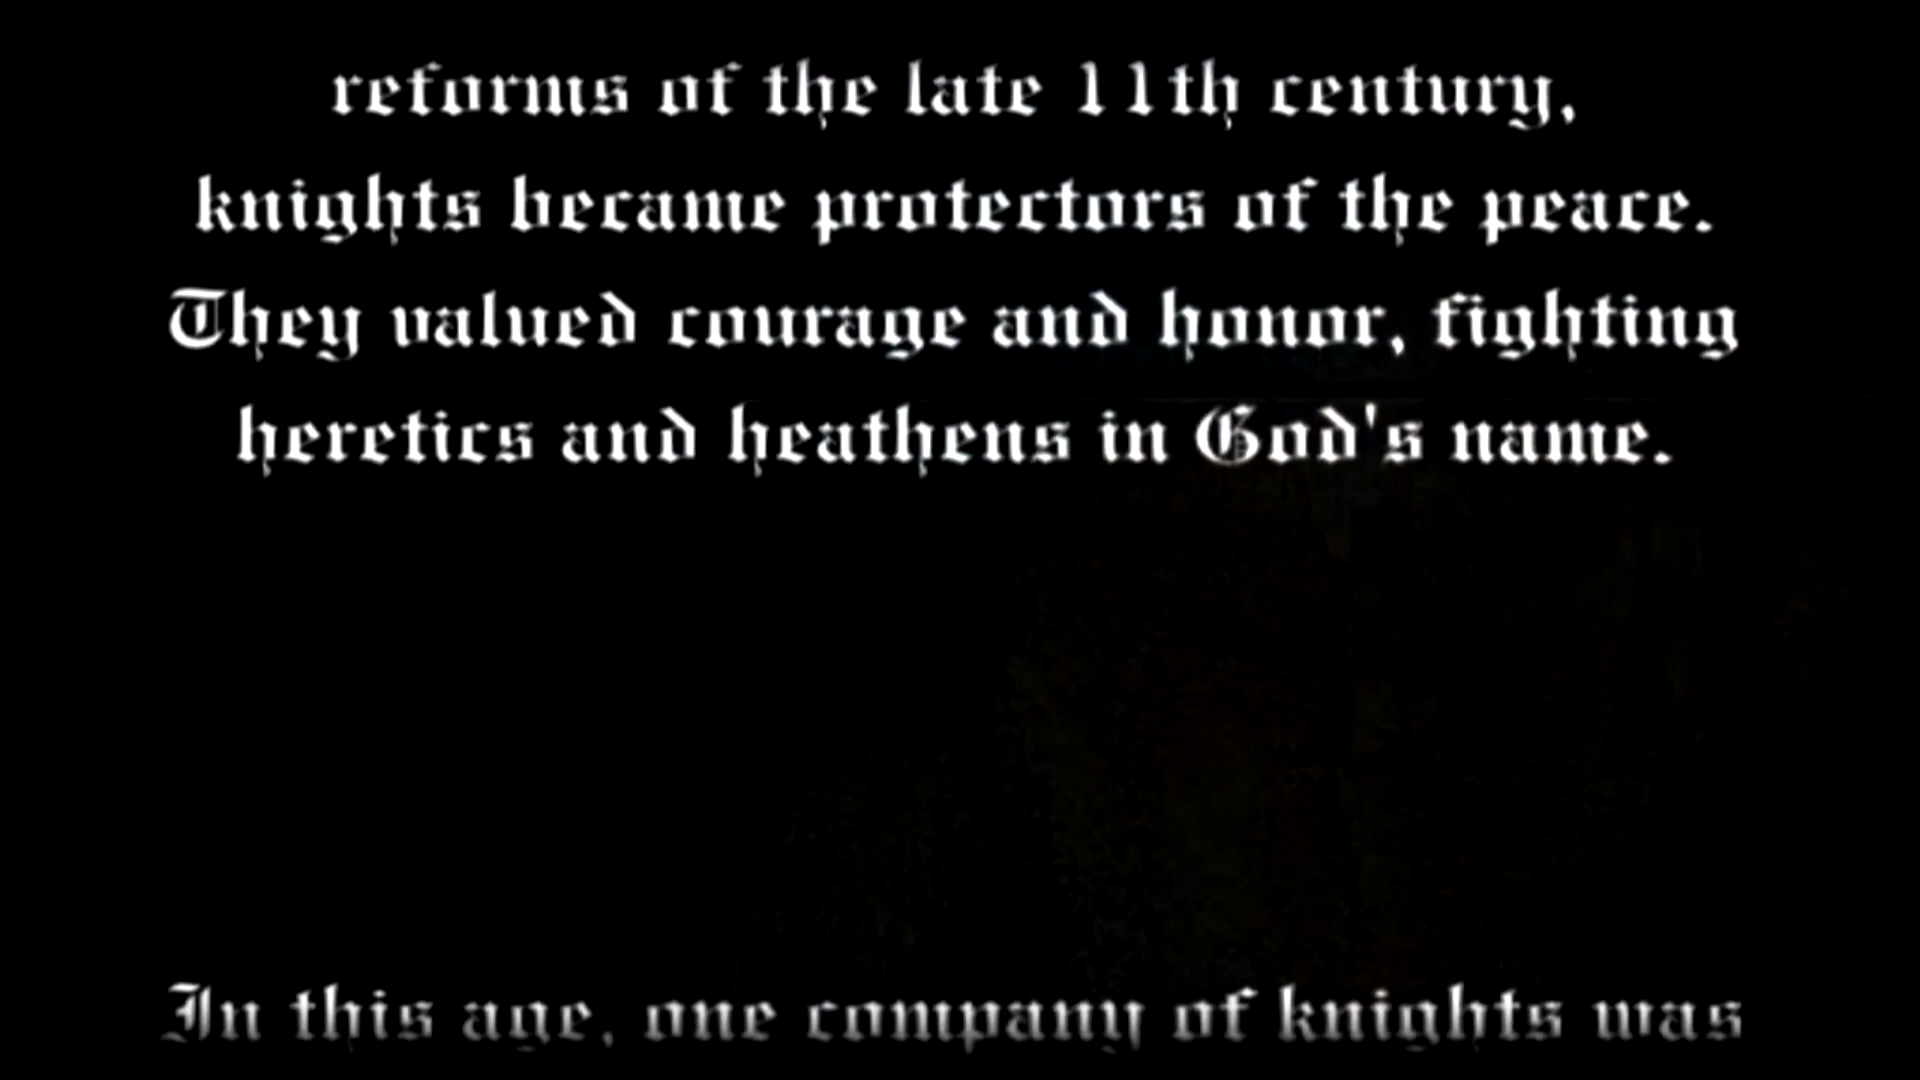 reforms of the late 11th century,
knights became protectors of the peace.
They valued courage and honor, fighting
heretics and heathens in God's name.
In this age, one company of knights was